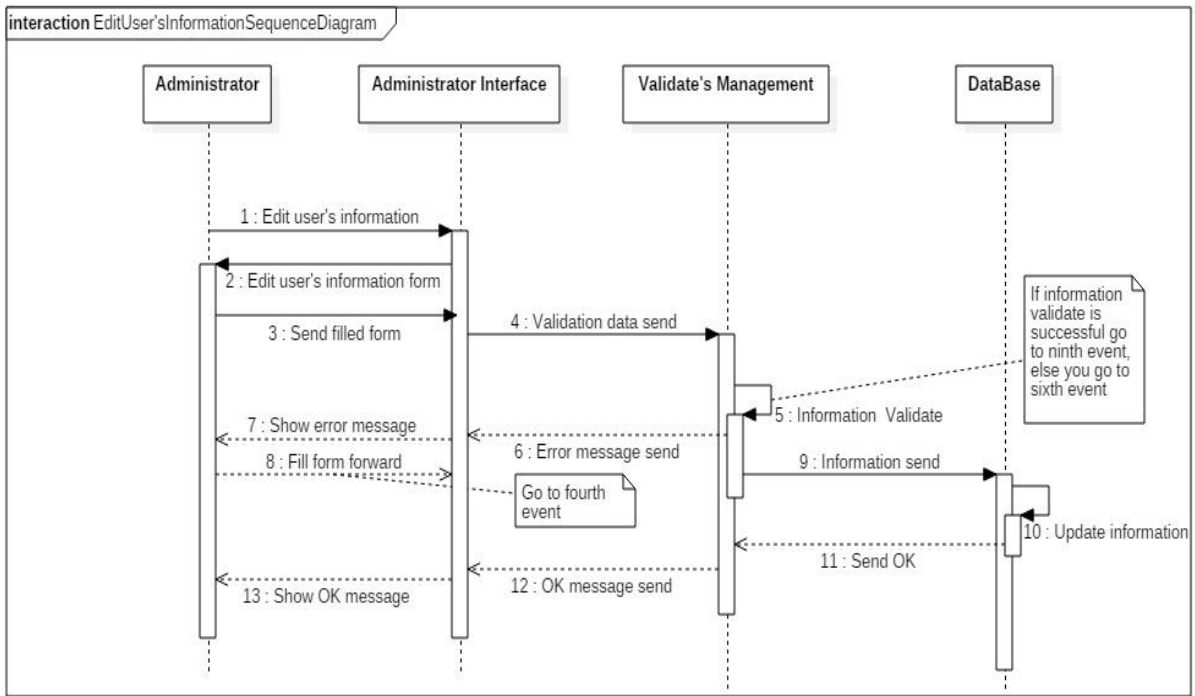 interaction EditUser'sInformationSequenceDiagram
Administrator
Administrator Interface
Validate's Management
DataBase
1 : Edit user's information
2 : Edit user's information form
3 : Send filled form
4 : Validation data send
If information
validate is
successful go
to ninth event,
else you go to
sixth event
5 : Information Validate
7 : Show error message
6 : Error message send
8 : Fill form forward
9 : Information send
Go to fourth
event
10 : Update information
11 : Send OK
12 : OK message send
13 : Show OK message